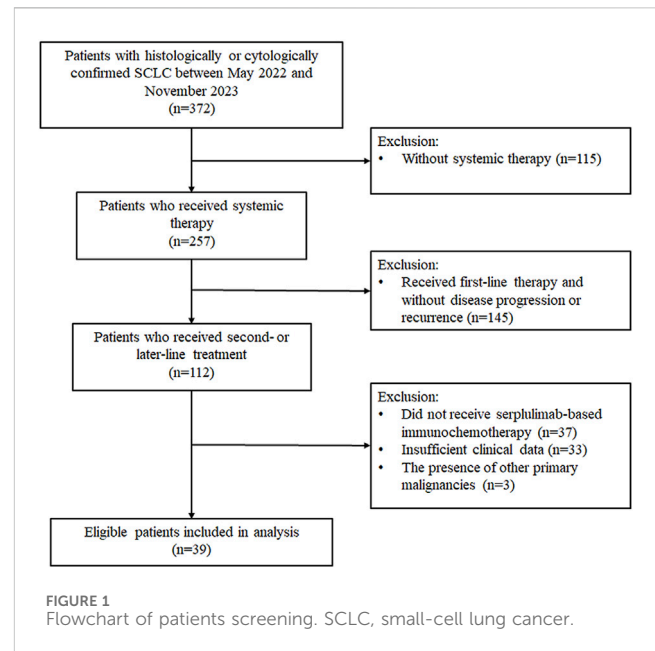 Patients with histologically or cytologically
confirmed SCLC between May 2022 and
November 2023
(n=372)
Exclusion:
• Without systemic therapy (n=115)
Patients who received systemic
therapy
(n=257)
Exclusion:
• Received first-line therapy and
without disease progression or
recurrence (n=145)
Patients who received second- or
later-line treatment
(n=112)
Exclusion:
• Did not receive serplulimab-based
immunochemotherapy (n=37)
• Insufficient clinical data (n=33)
• The presence of other primary
malignancies (n=3)
Eligible patients included in analysis
(n=39)
FIGURE 1
Flowchart of patients screening. SCLC, small-cell lung cancer.